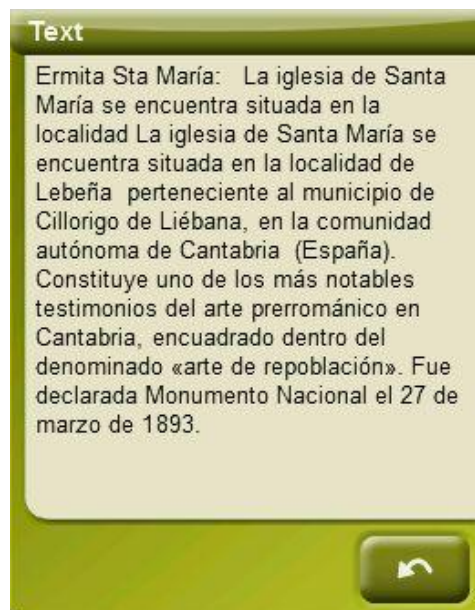 Text
Ermita Sta María:   La iglesia de Santa
María se encuentra situada en la
localidad La iglesia de Santa María se
encuentra situada en la localidad de
Lebeña  perteneciente al municipio de
Cillorigo de Liébana, en la comunidad
autónoma de Cantabria  (España).
Constituye uno de los más notables
testimonios del arte prerrománico en
Cantabria, encuadrado dentro del
denominado «arte de repoblación». Fue
declarada Monumento Nacional el 27 de
marzo de 1893.